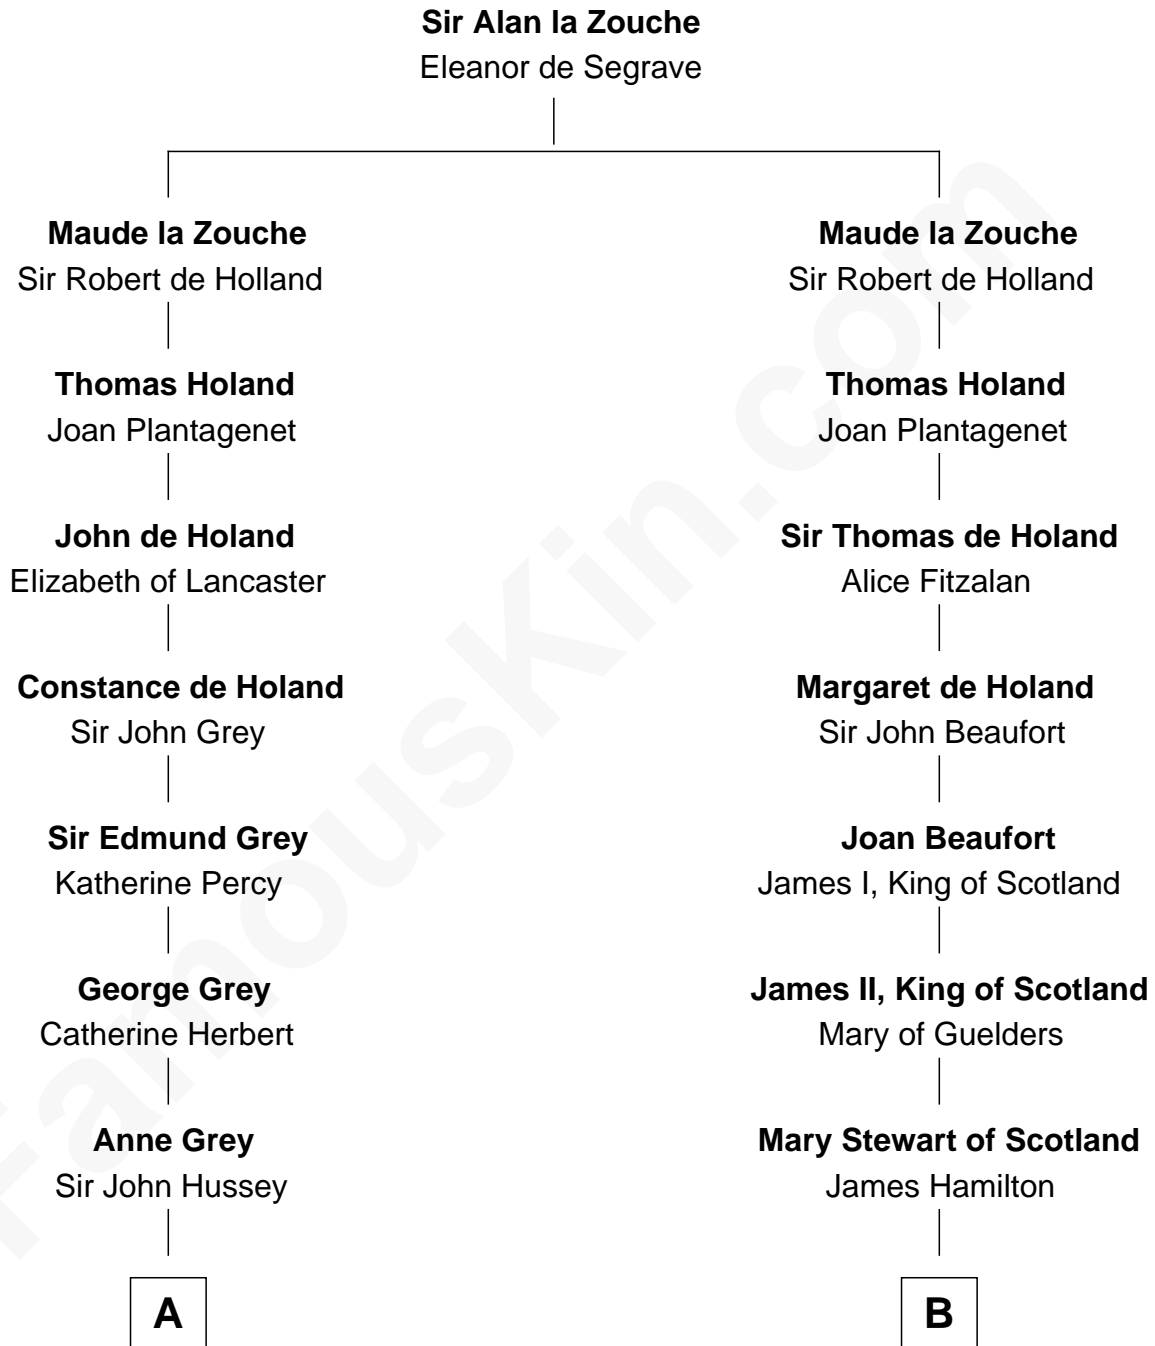 Sir Alan la Zouche
Eleanor de Segrave
Maude la Zouche
Sir Robert de Holland
Thomas Holand
Joan Plantagenet
John de Holand
Elizabeth of Lancaster
Constance de Holand
Sir John Grey
Sir Edmund Grey
Katherine Percy
George Grey
Catherine Herbert
Anne Grey
Sir John Hussey
A
Maude la Zouche
Sir Robert de Holland
Thomas Holand
Joan Plantagenet
Sir Thomas de Holand
Alice Fitzalan
Margaret de Holand
Sir John Beaufort
Joan Beaufort
James I, King of Scotland
James II, King of Scotland
Mary of Guelders
Mary Stewart of Scotland
James Hamilton
B
FamousKin.com